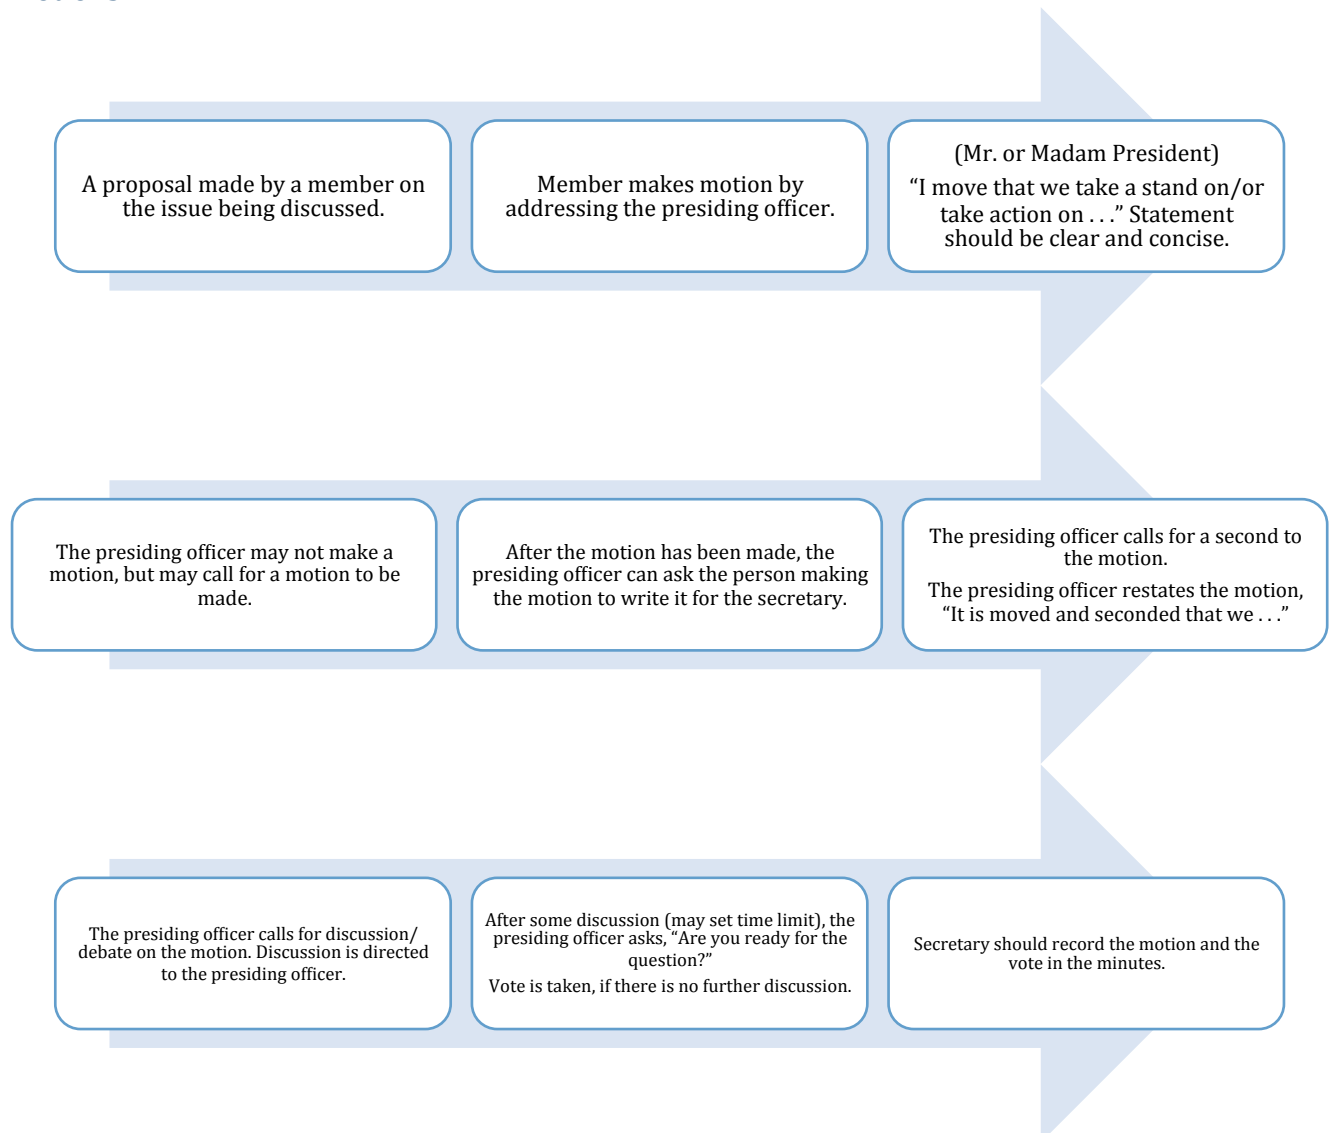 A proposal made by a member on
the issue being discussed.
Member makes motion by
addressing the presiding officer.
(Mr. or Madam President)
“I move that we take a stand on/or
take action on . . .” Statement
should be clear and concise.
The presiding officer may not make a
motion, but may call for a motion to be
made.
After the motion has been made, the
presiding officer can ask the person making
the motion to write it for the secretary.
The presiding officer calls for a second to
the motion.
The presiding officer restates the motion,
“It is moved and seconded that we . . .”
The presiding officer calls for discussion/
debate on the motion. Discussion is directed
to the presiding officer.
After some discussion (may set time limit), the
presiding officer asks, “Are you ready for the
question?”
Vote is taken, if there is no further discussion.
Secretary should record the motion and the
vote in the minutes.